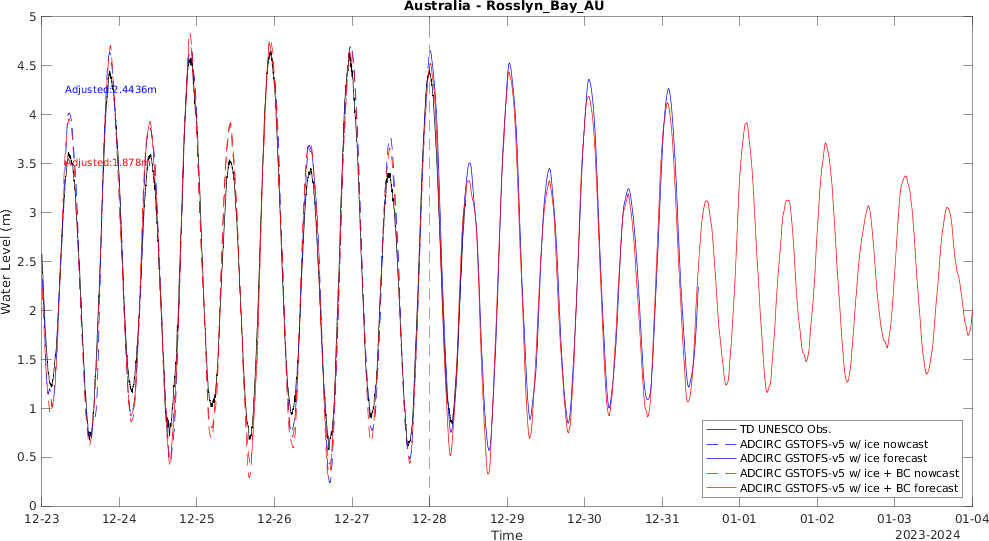 Australia - Rosslyn_Bay_AU
5
4.5
4
3.5
3
2.5
2
1.5
1
0.5
0
Water Level (m)
Adjusted:2.4436m
Adjusted:1.878m
TD UNESCO Obs.
ADCIRC GSTOFS-v5 w/ ice nowcast
ADCIRC GSTOFS-v5 w/ ice forecast
ADCIRC GSTOFS-v5 w/ ice + BC nowcast
ADCIRC GSTOFS-v5 w/ ice + BC forecast
12-23 12-24 12-25 12-26 12-27 12-28 12-29 12-30 12-31 01-01 01-02 01-03 01-04
Time
2023-2024